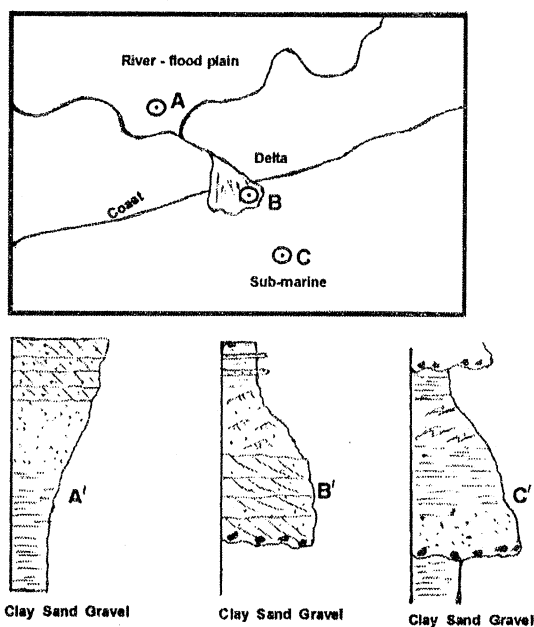 River - flood plain
A
Delta
Coast
B
C
Sub-marine
A'
B'
C'
Clay Sand Gravel
Clay Sand Gravel
Clay Sand Gravel